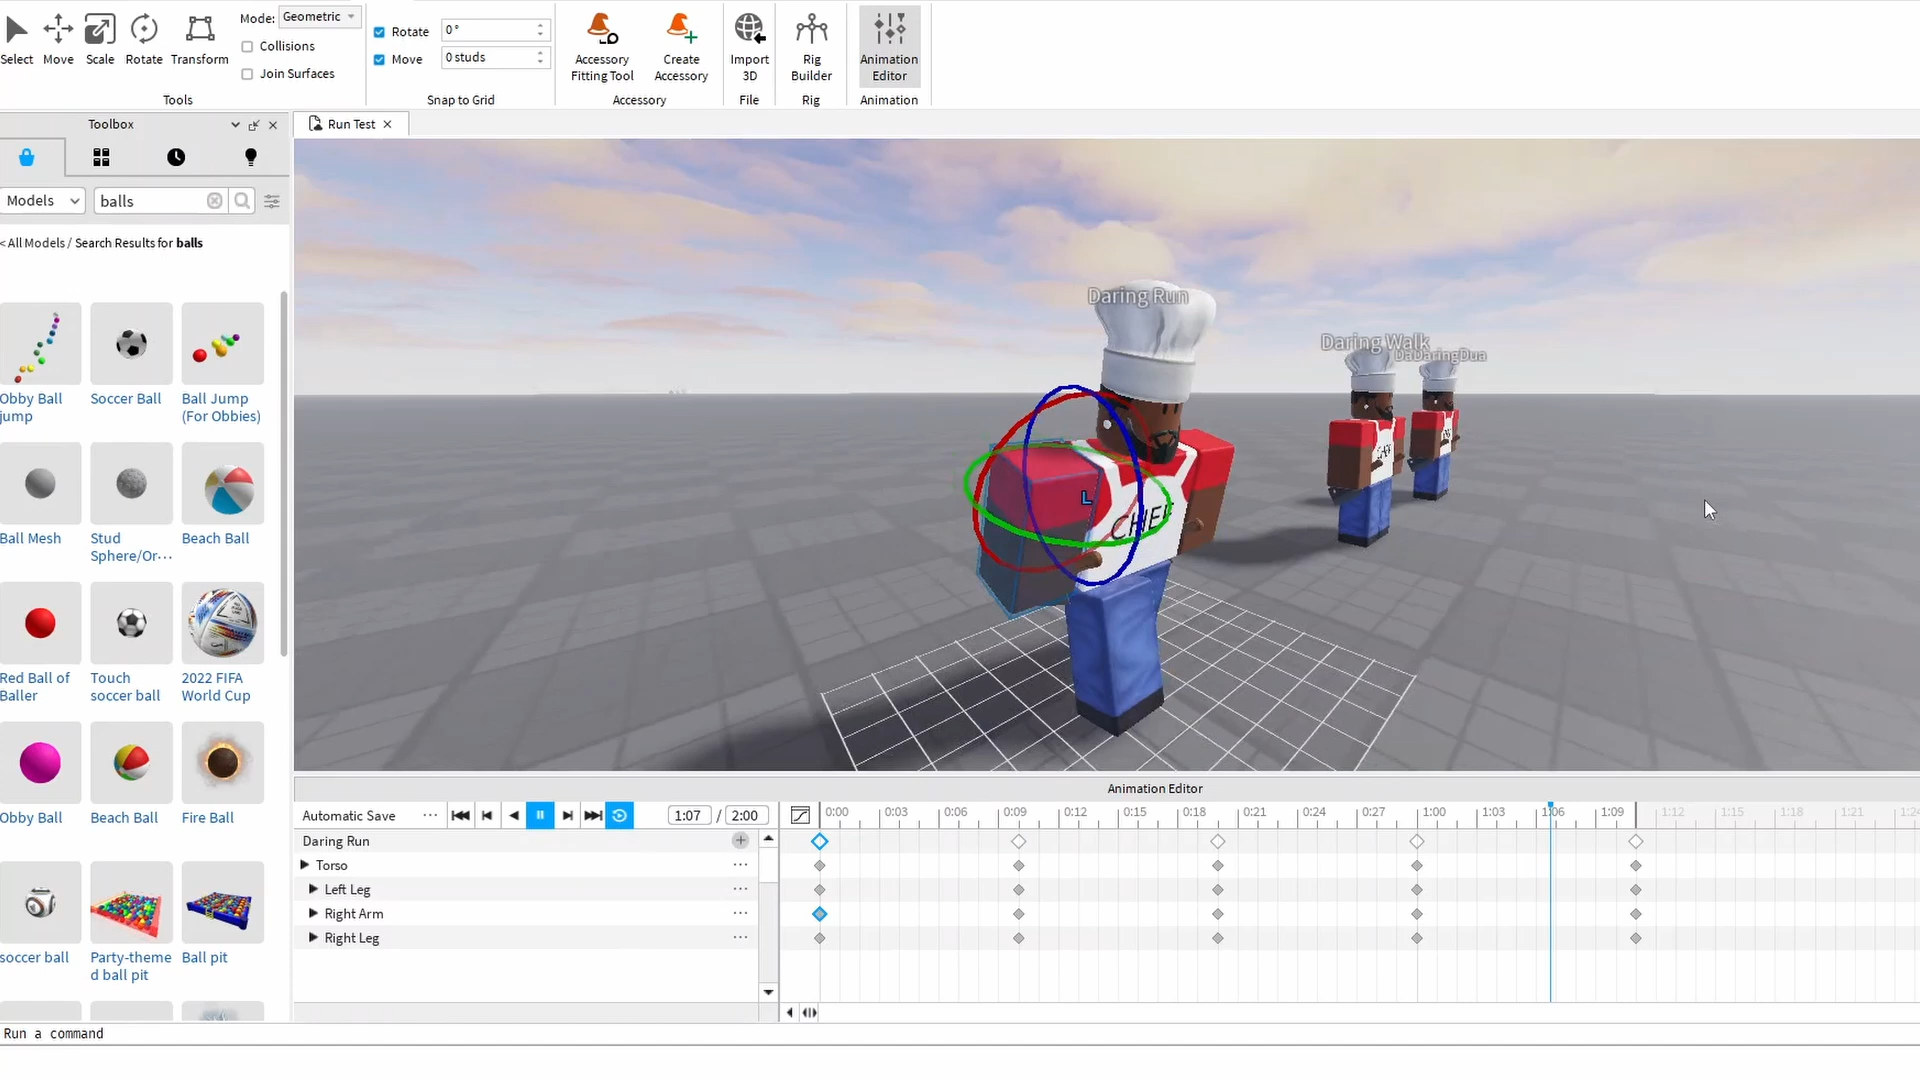 Mode: Geometric
Collisions
Join Surfaces
Select Move Scale Rotate Transform
Tools
Rotate 0°
Move 0 studs
Snap to Grid
Accessory
Fitting Tool
Create
Accessory
Accessory
Import
3D
File
Rig
Builder
Rig
Animation
Editor
Animation
Toolbox
Run Test
Models
balls
< All Models / Search Results for balls
Obby Ball
jump
Soccer Ball
Ball Jump
(For Obbies)
Ball Mesh
Stud
Sphere/Or...
Beach Ball
Red Ball of
Baller
Touch
soccer ball
2022 FIFA
World Cup
Obby Ball
Beach Ball
Fire Ball
soccer ball
Party-theme
d ball pit
Ball pit
Daring Run
Daring Walk
DaDaringDua
L
CHEF
Animation Editor
Automatic Save
1:07 / 2:00
0:00 0:03 0:06 0:09 0:12 0:15 0:18 0:21 0:24 0:27 1:00 1:03 1:06 1:09 1:12 1:15 1:18 1:21 1:24
Daring Run
Torso
Left Leg
Right Arm
Right Leg
Run a command